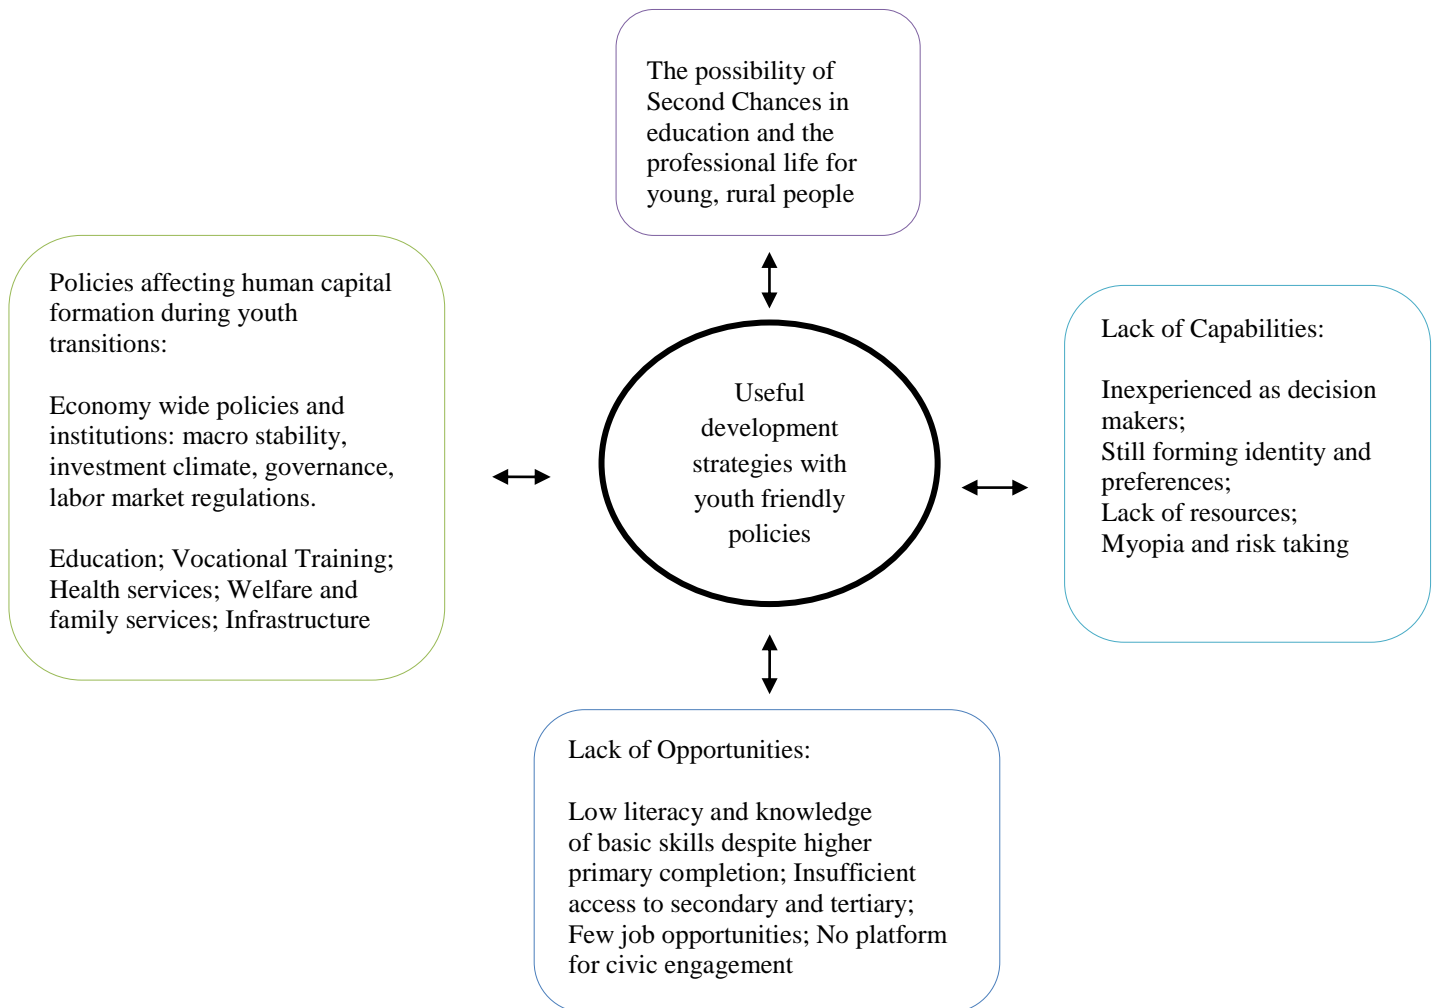 The possibility of
Second Chances in
education and the
professional life for
young, rural people
Policies affecting human capital
formation during youth
transitions:
Economy wide policies and
institutions: macro stability,
investment climate, governance,
labor market regulations.
Education; Vocational Training;
Health services; Welfare and
family services; Infrastructure
Useful
development
strategies with
youth friendly
policies
Lack of Capabilities:
Inexperienced as decision
makers;
Still forming identity and
preferences;
Lack of resources;
Myopia and risk taking
Lack of Opportunities:
Low literacy and knowledge
of basic skills despite higher
primary completion; Insufficient
access to secondary and tertiary;
Few job opportunities; No platform
for civic engagement